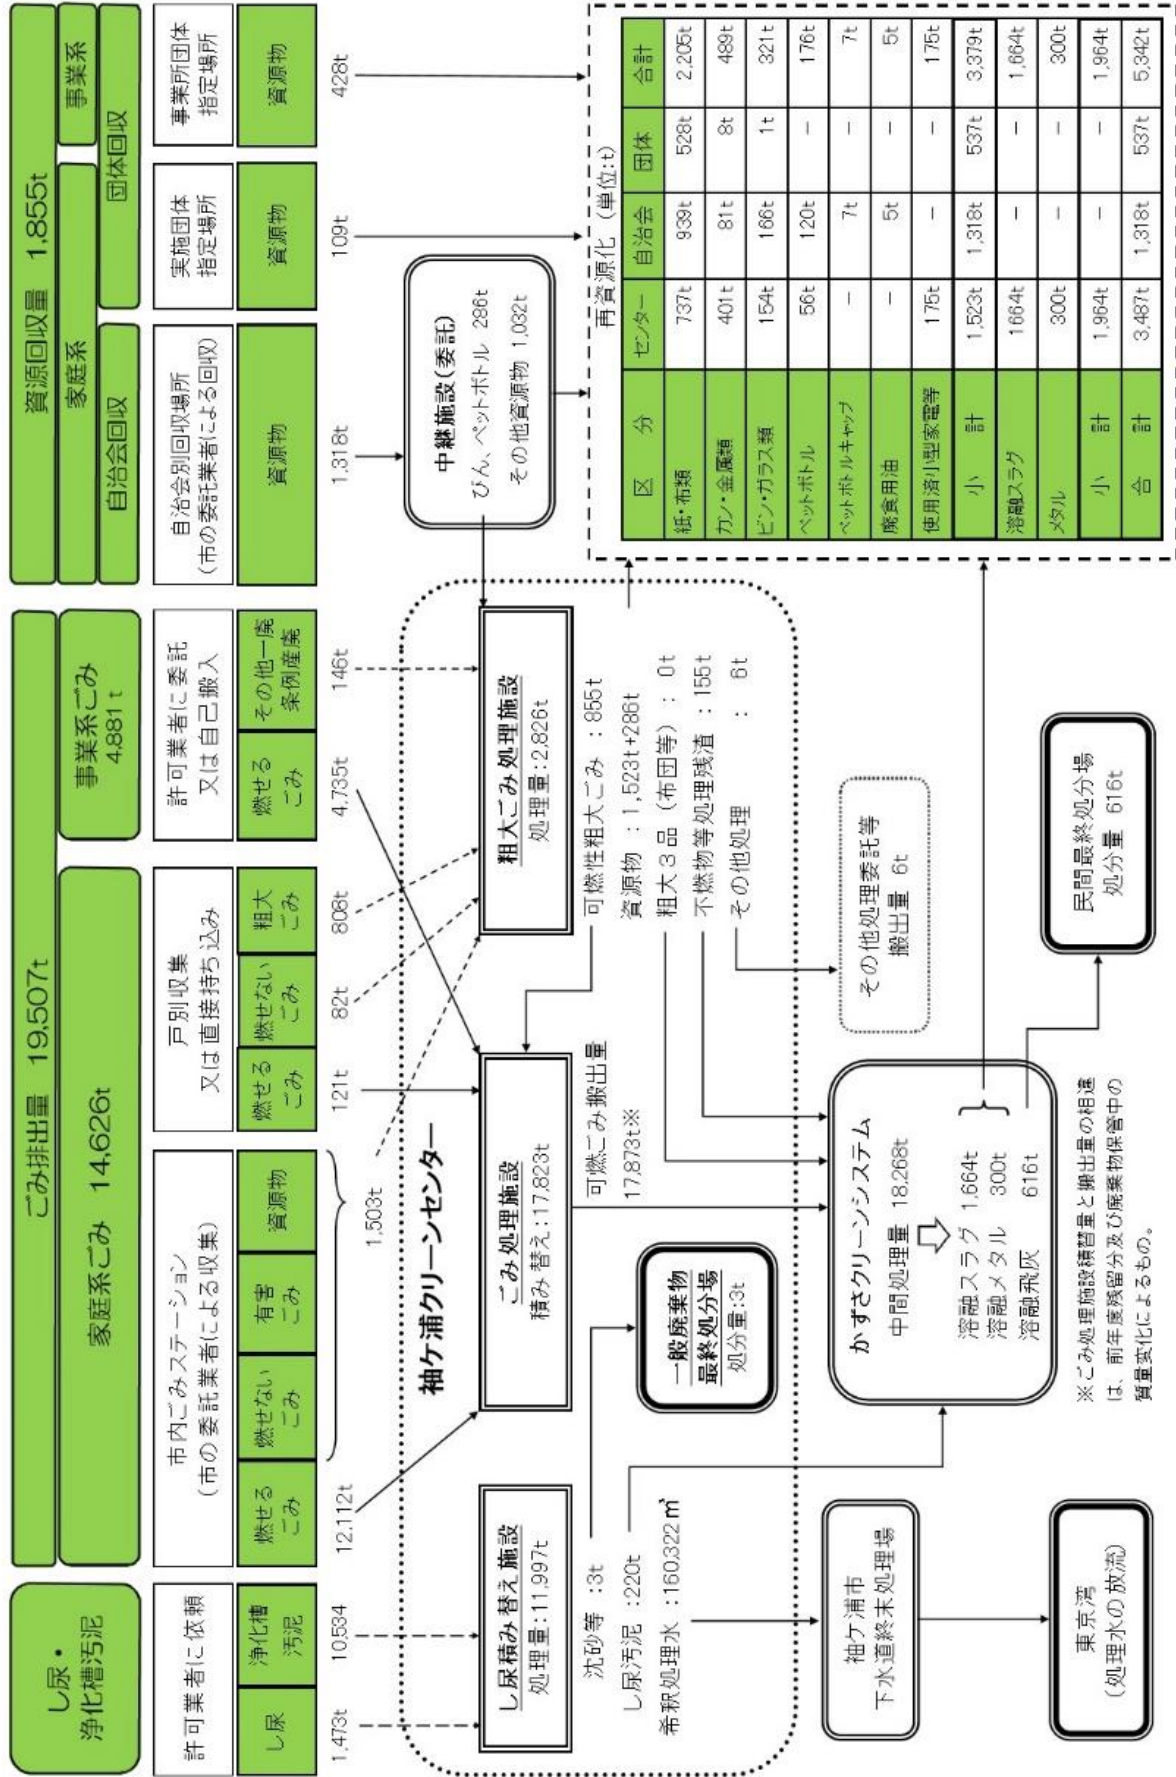 し尿・
浄化槽汚泥
許可業者に依頼
し尿
浄化槽
汚泥
1,473t
10,534
ごみ排出量 19,507t
家庭系ごみ 14,626t
事業系ごみ
4,881t
市内ごみステーション
(市の委託業者による収集)
戸別収集
又は直接持ち込み
許可業者に委託
又は自己搬入
燃せる
ごみ
燃せない
ごみ
有害
ごみ
資源物
燃せる
ごみ
燃せない
ごみ
粗大
ごみ
燃せる
ごみ
その他一廃
条例産廃
12,112t
1,503t
121t
82t
808t
4,735t
146t
資源回収量 1,855t
家庭系
事業系
自治会回収
団体回収
自治会別回収場所
(市の委託業者による回収)
実施団体
指定場所
事業所団体
指定場所
資源物
資源物
資源物
1,318t
109t
428t
袖ケ浦クリーンセンター
し尿積み替え施設
処理量:11,997t
沈砂等 :3t
し尿汚泥 :220t
希釈処理水 :160,322㎥
ごみ処理施設
積み替え:17,823t
可燃ごみ搬出量
17,873t※
粗大ごみ処理施設
処理量:2,826t
可燃性粗大ごみ :855t
資源物 :1,523t+286t
粗大3品(布団等) : 0t
不燃物等処理残渣 :155t
その他処理 : 6t
中継施設(委託)
びん、ペットボトル 286t
その他資源物 1,032t
一般廃棄物
最終処分場
処分量:3t
その他処理委託等
搬出量 6t
袖ケ浦市
下水道終末処理場
東京湾
(処理水の放流)
かずさクリーンシステム
中間処理量 18,268t
溶融スラグ 1,664t
溶融メタル 300t
溶融飛灰 616t
民間最終処分場
処分量 616t
※ごみ処理施設積替量と搬出量の相違
は、前年度残留分及び廃棄物保管中の
質量変化によるもの。
再資源化 (単位:t)
区 分 センター 自治会 団体 合計
紙・布類 737t 939t 528t 2,205t
カン・金属類 401t 81t 8t 489t
ビン・ガラス類 154t 166t 1t 321t
ペットボトル 56t 120t － 176t
ペットボトルキャップ － 7t － 7t
廃食用油 － 5t － 5t
使用済小型家電等 175t － － 175t
小 計 1,523t 1,318t 537t 3,379t
溶融スラグ 1664t － － 1,664t
メタル 300t － － 300t
小 計 1,964t － － 1,964t
合 計 3,487t 1,318t 537t 5,342t